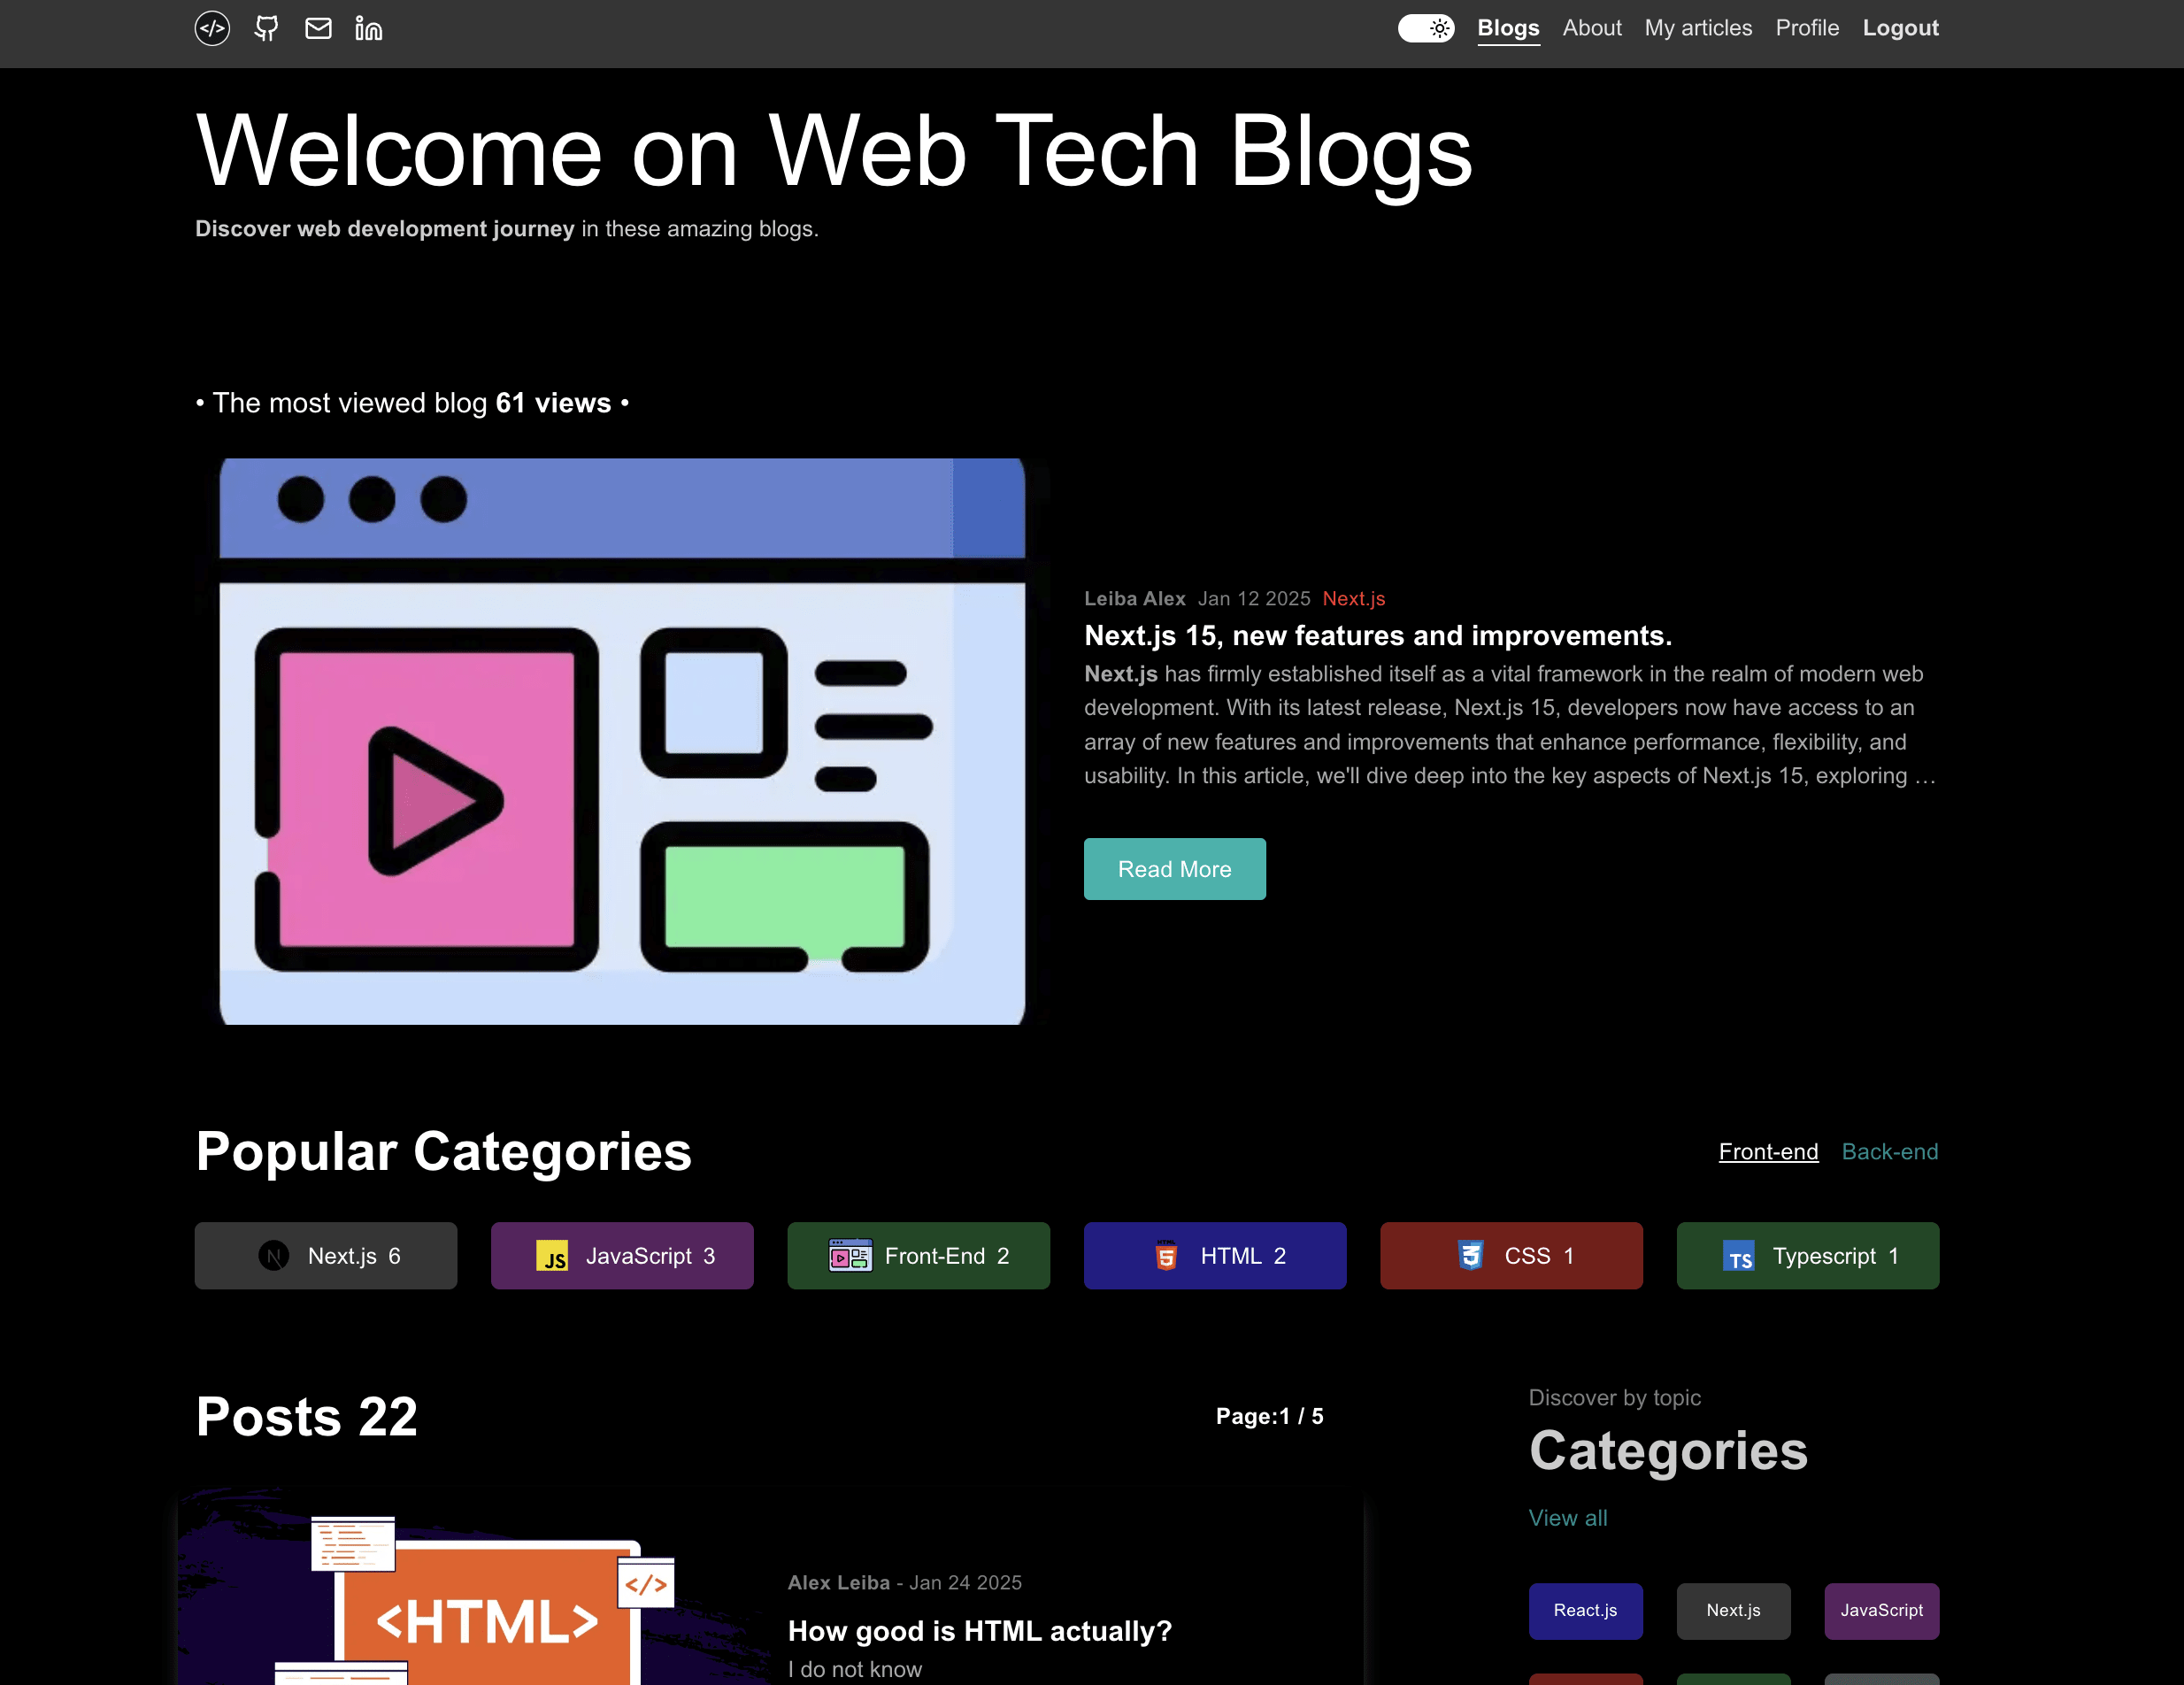 </>
Blogs About My articles Profile Logout
Welcome on Web Tech Blogs
Discover web development journey in these amazing blogs.
• The most viewed blog 61 views •
Leiba Alex Jan 12 2025 Next.js
Next.js 15, new features and improvements.
Next.js has firmly established itself as a vital framework in the realm of modern web
development. With its latest release, Next.js 15, developers now have access to an
array of new features and improvements that enhance performance, flexibility, and
usability. In this article, we'll dive deep into the key aspects of Next.js 15, exploring …
Read More
Popular Categories
Front-end Back-end
N Next.js 6
JS JavaScript 3
Front-End 2
HTML 5 HTML 2
3 CSS 1
TS Typescript 1
Posts 22
Page:1 / 5
<HTML>
</>
Alex Leiba - Jan 24 2025
How good is HTML actually?
I do not know
Discover by topic
Categories
View all
React.js Next.js JavaScript